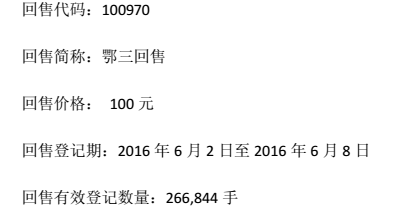 回售代码：100970
回售简称：鄂三回售
回售价格： 100 元
回售登记期：2016 年 6 月 2 日至 2016 年 6 月 8 日
回售有效登记数量：266,844 手